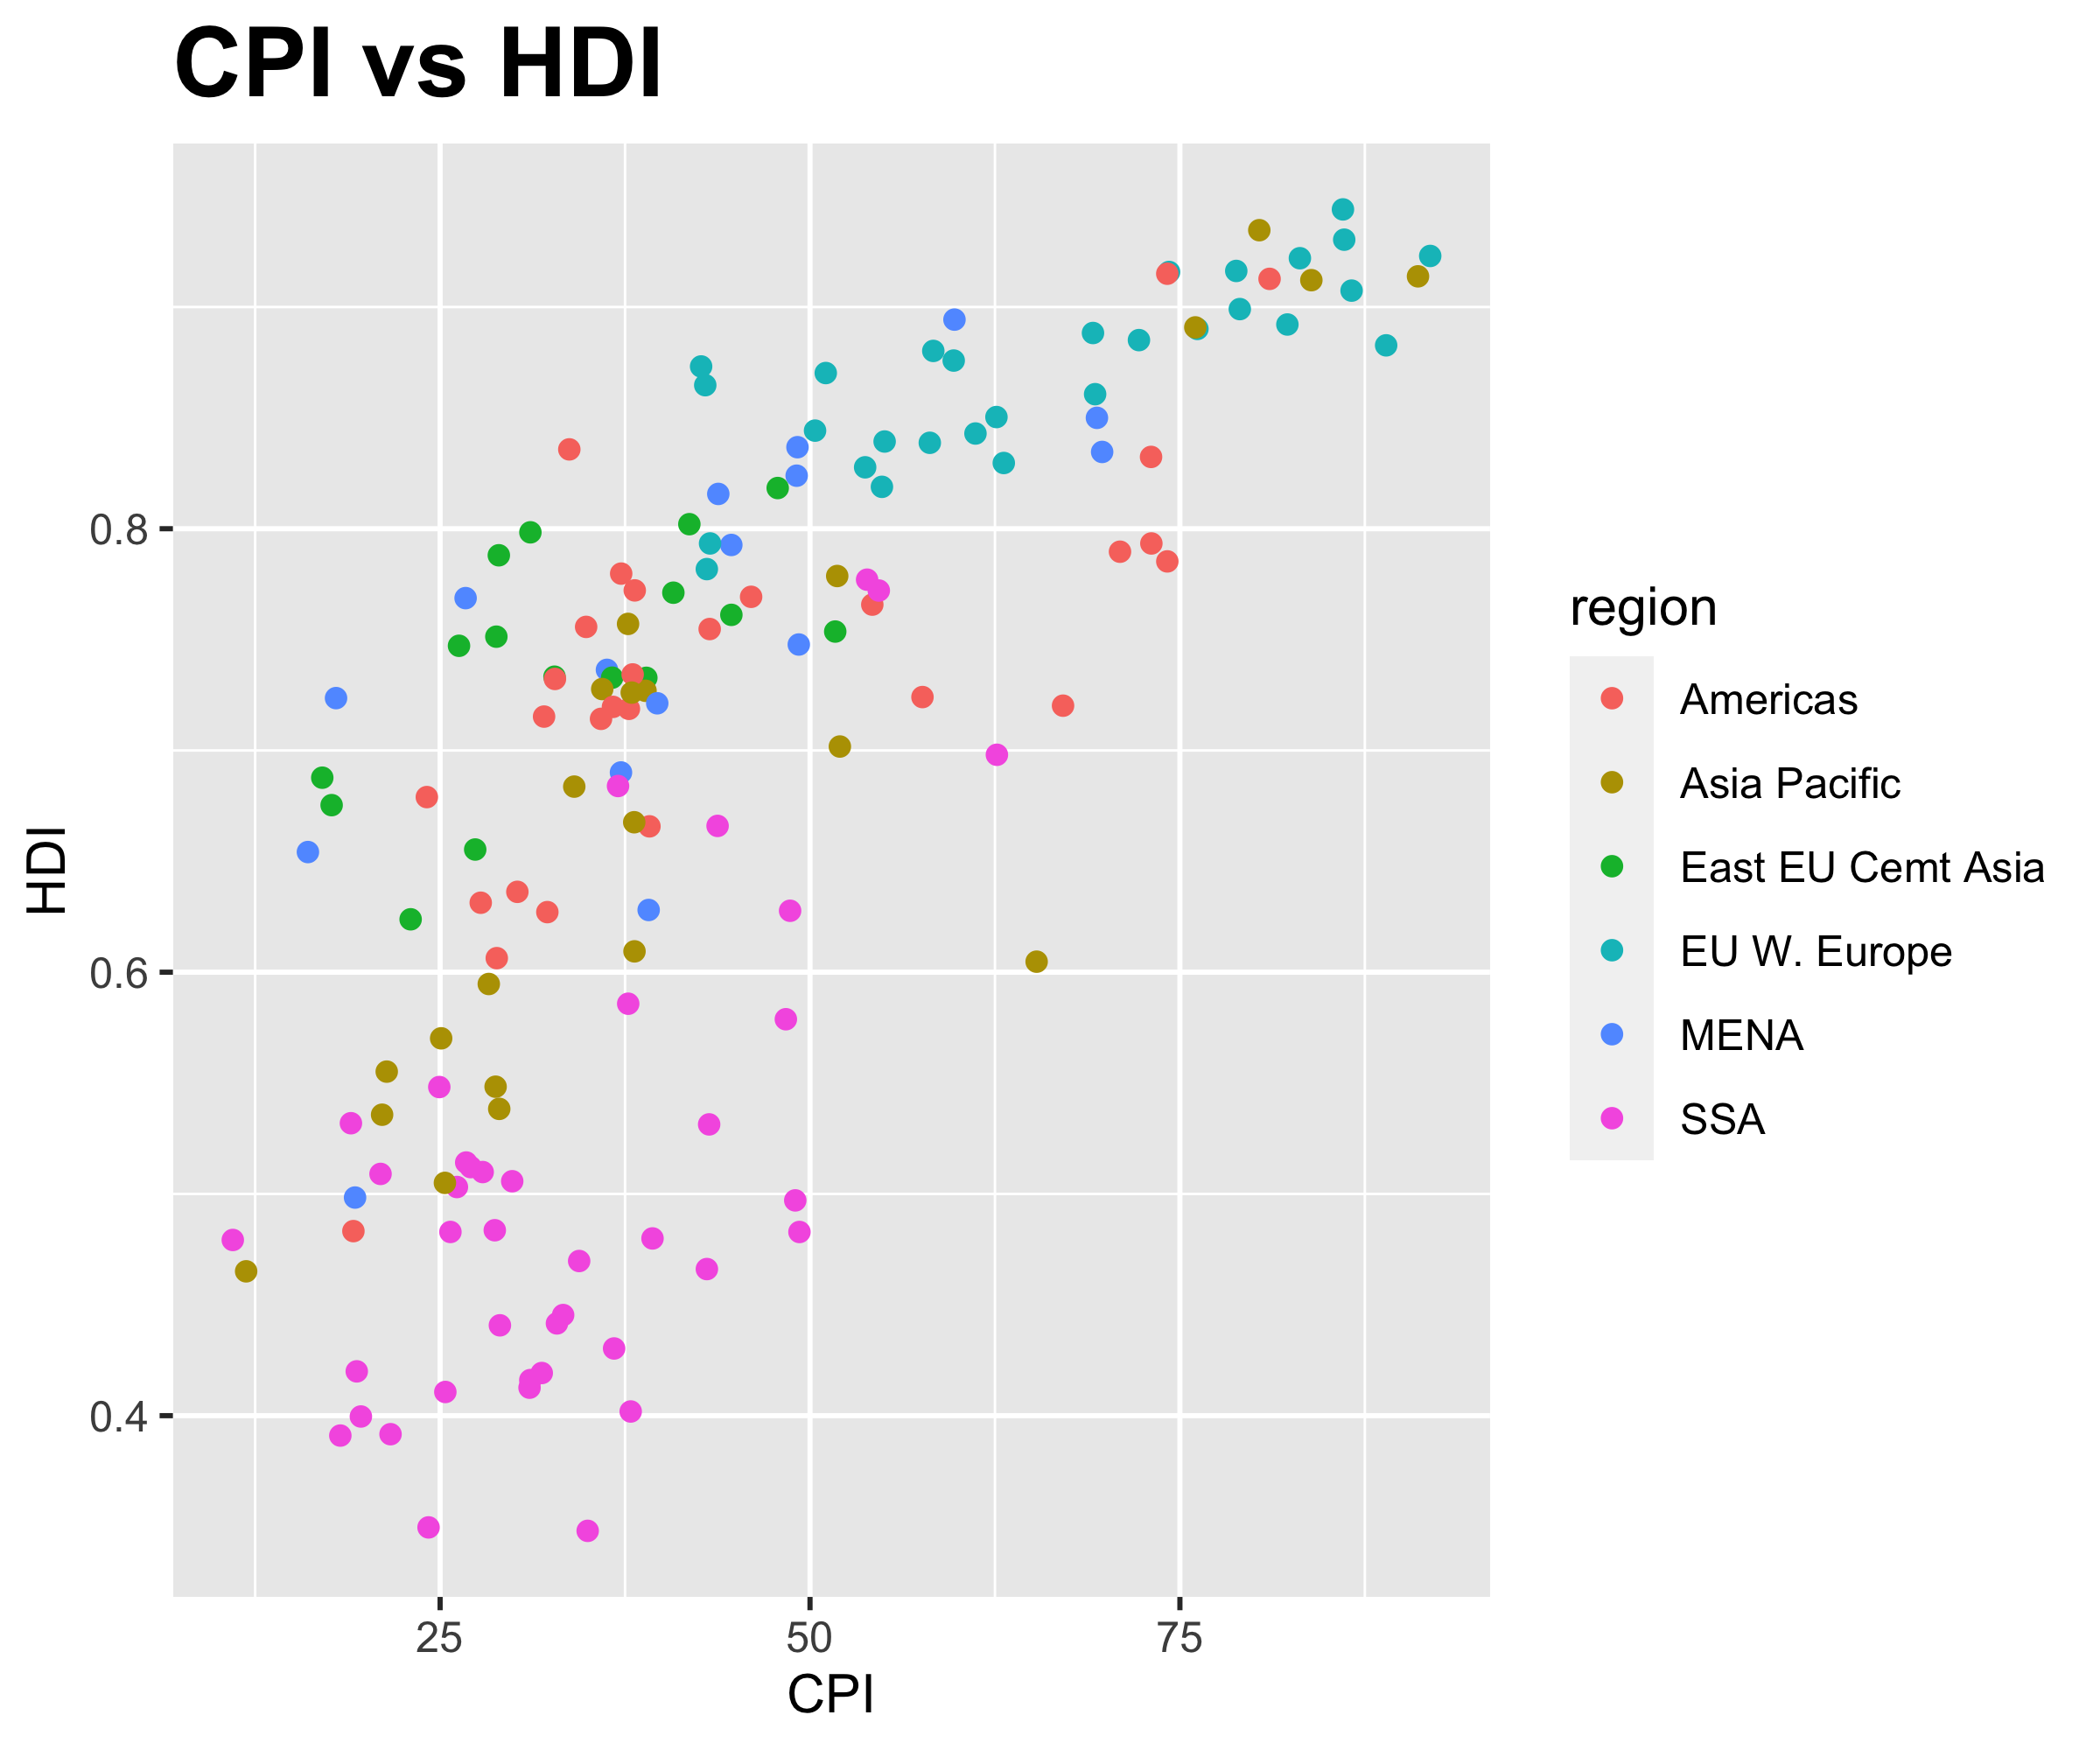 CPI vs HDI
HDI
0.8
0.6
0.4
25 50 75
CPI
region
Americas
Asia Pacific
East EU Cemt Asia
EU W. Europe
MENA
SSA